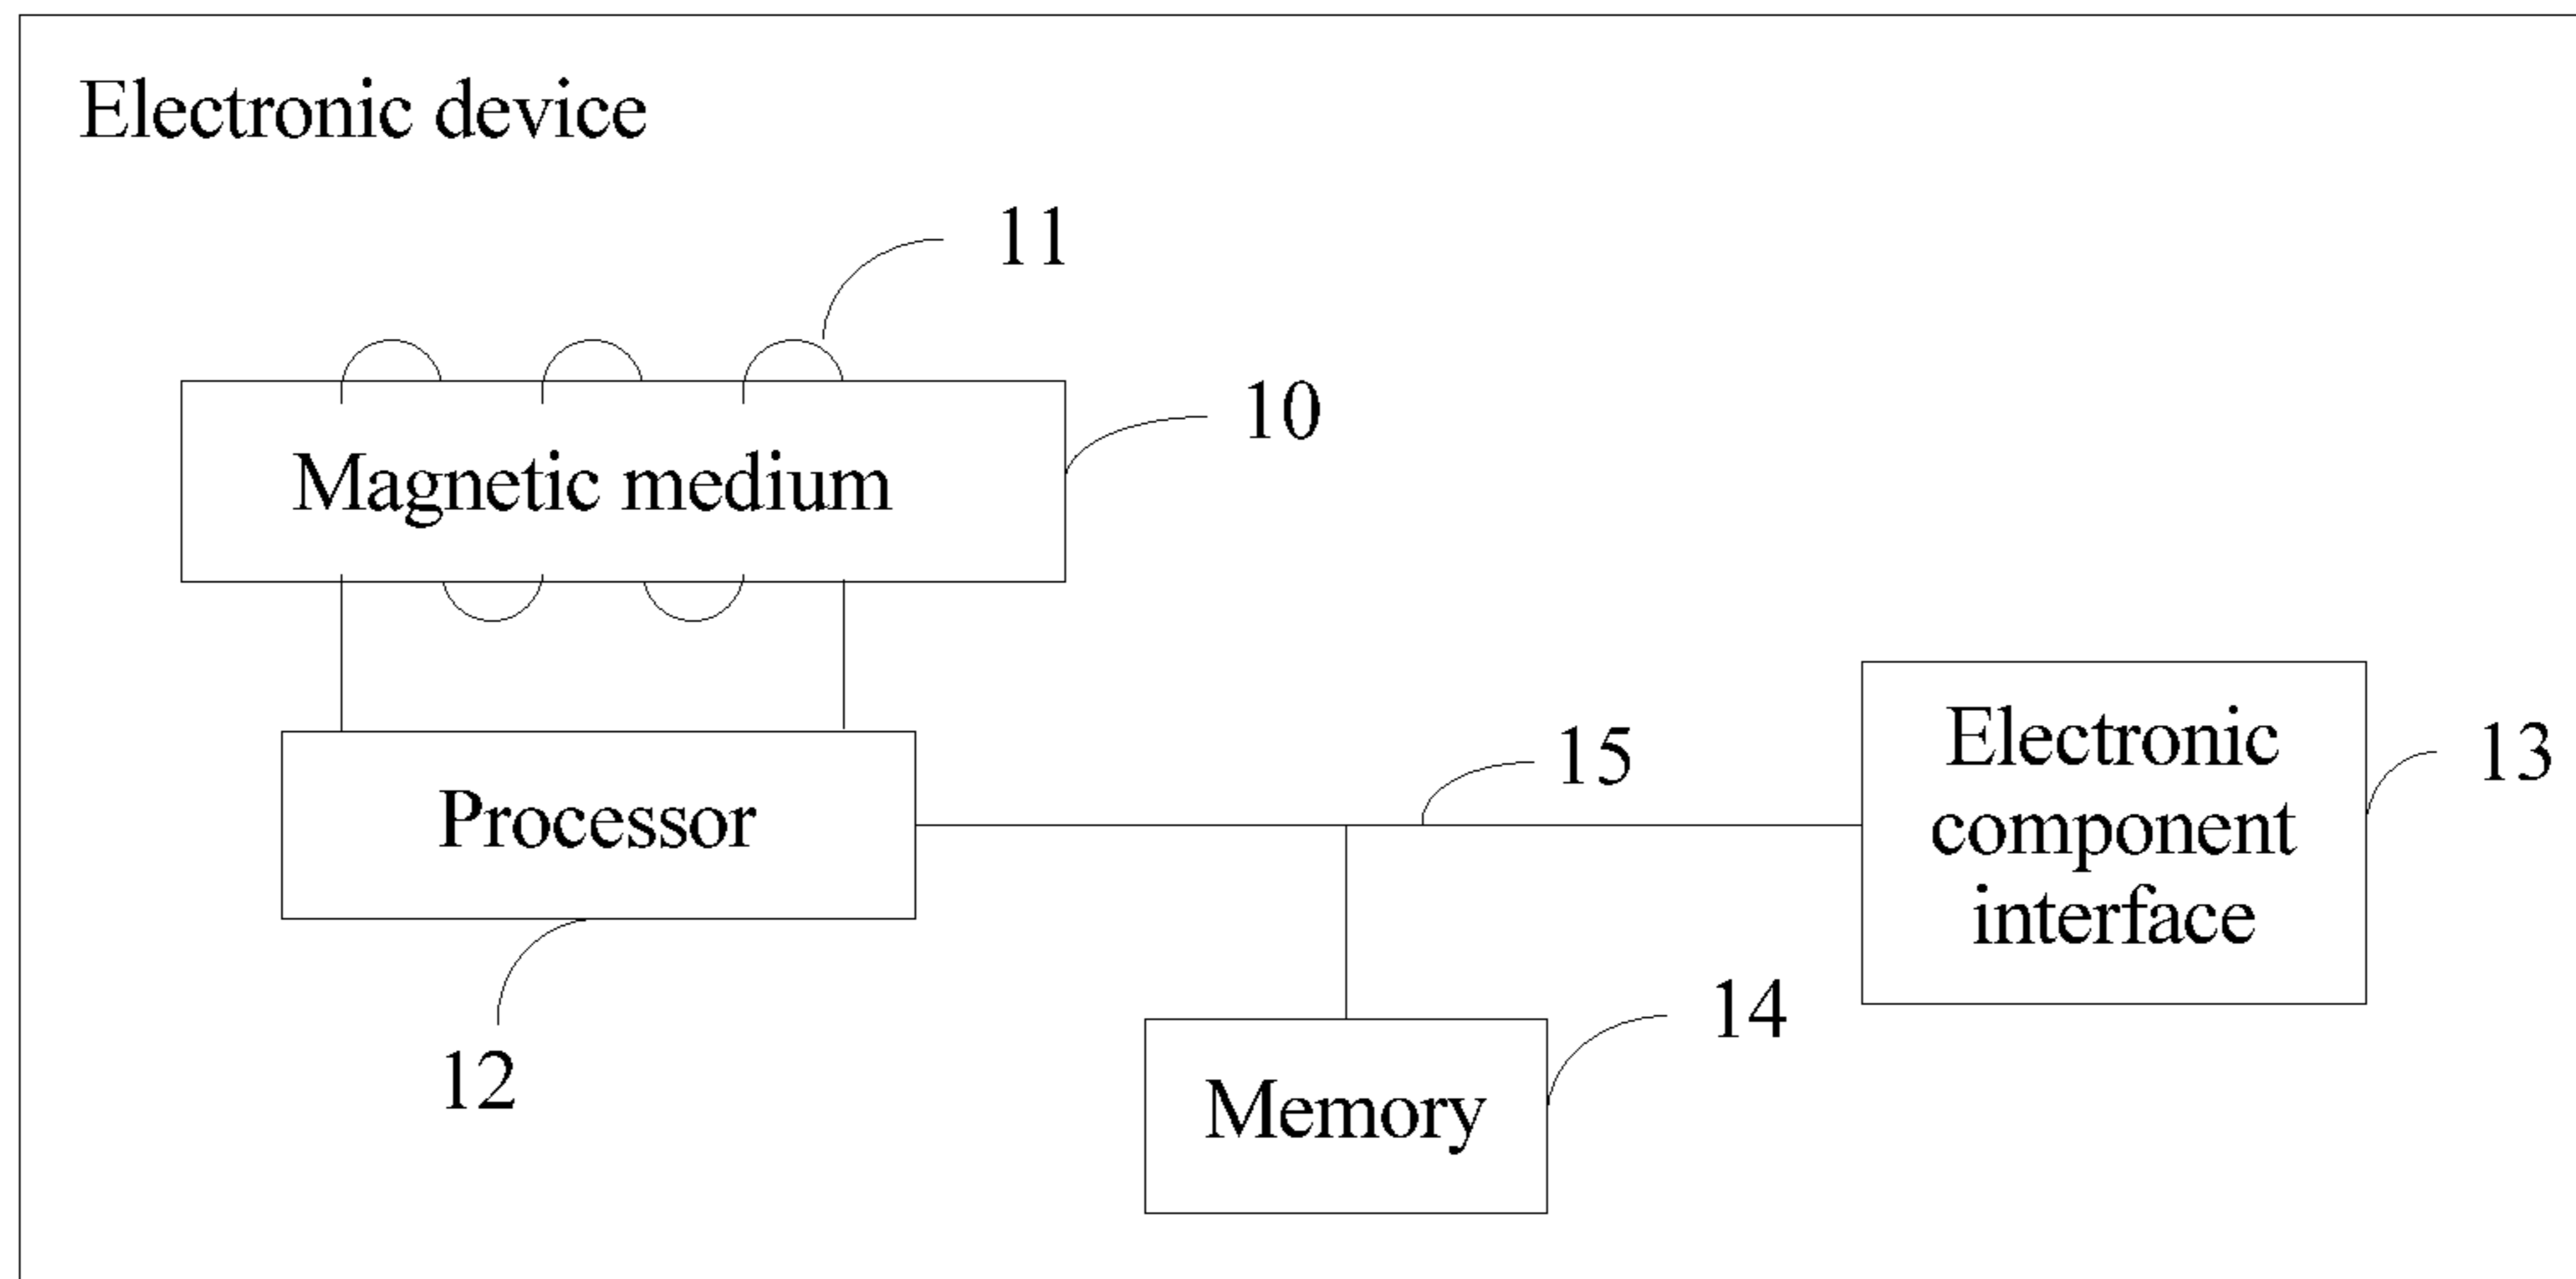 Electronic device
11
10
Magnetic medium
15
Electronic
component
interface
13
Processor
14
12
Memory